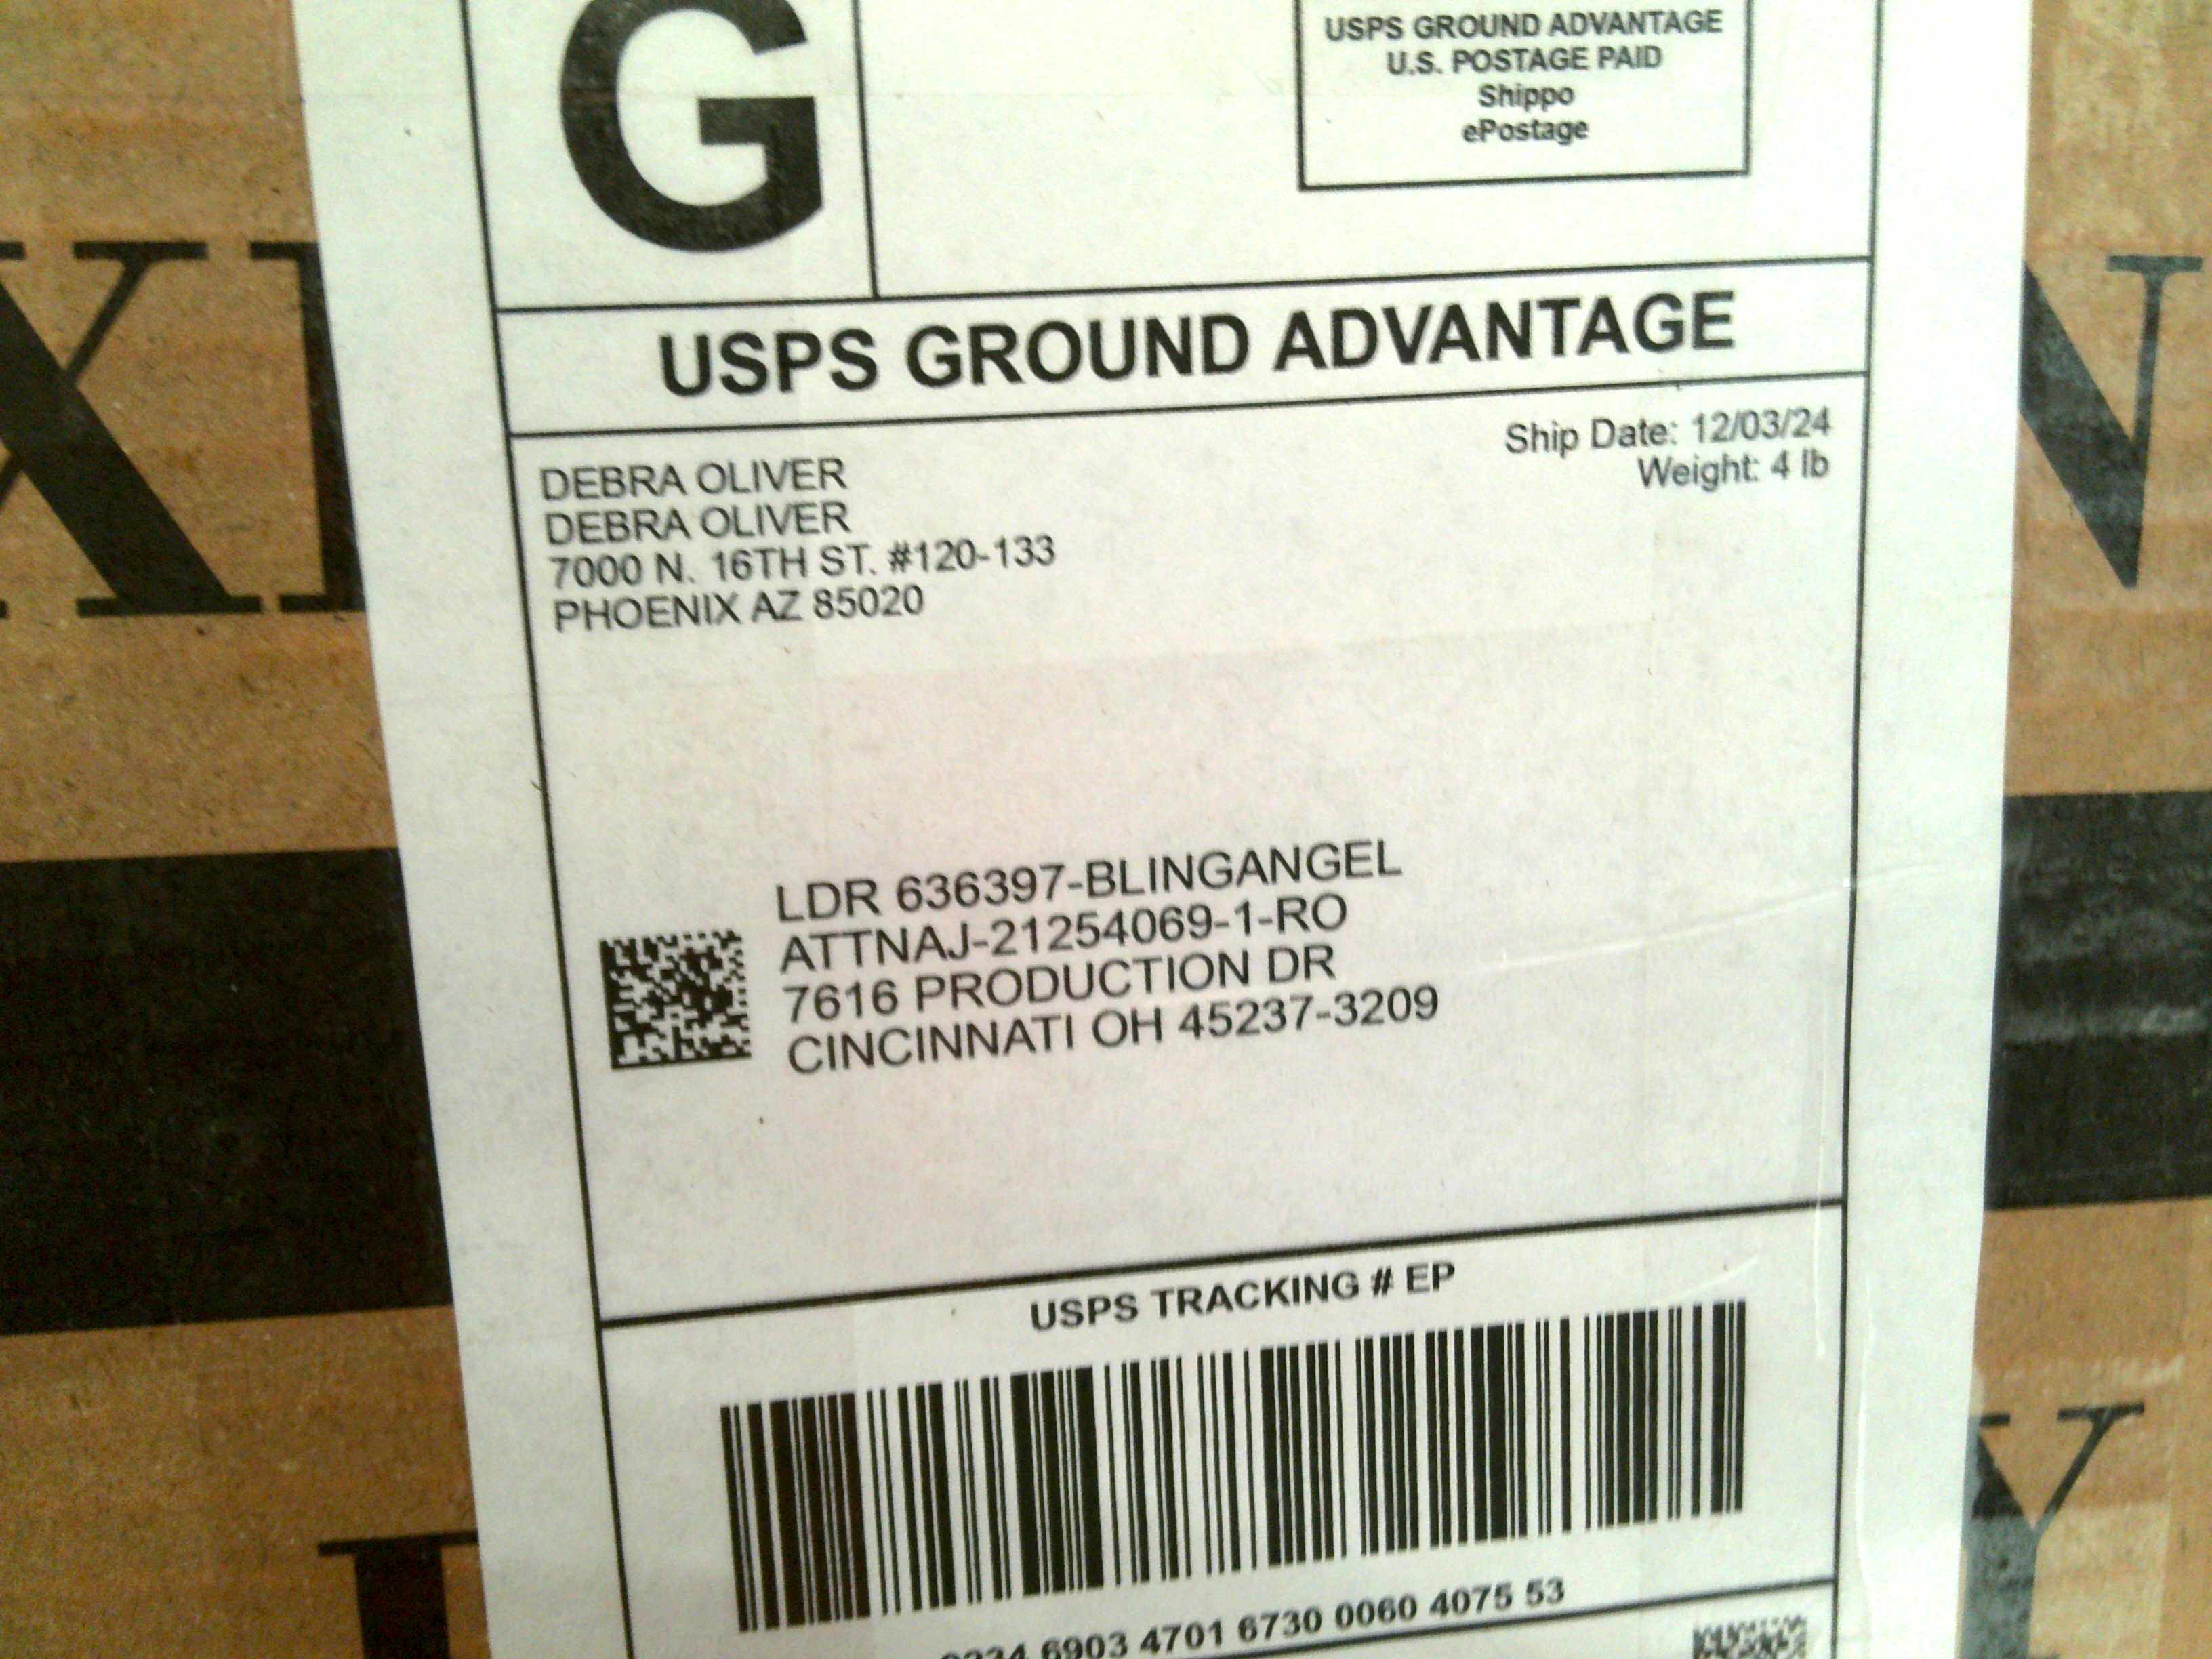 G
USPS GROUND ADVANTAGE
U.S. POSTAGE PAID
Shippo
ePostage
USPS GROUND ADVANTAGE
Ship Date: 12/03/24
Weight: 4 lb
DEBRA OLIVER
DEBRA OLIVER
7000 N. 16TH ST. #120-133
PHOENIX AZ 85020
LDR 636397-BLINGANGEL
ATTNAJ-21254069-1-RO
7616 PRODUCTION DR
CINCINNATI OH 45237-3209
USPS TRACKING # EP
6903 4701 6730 0060 4075 53